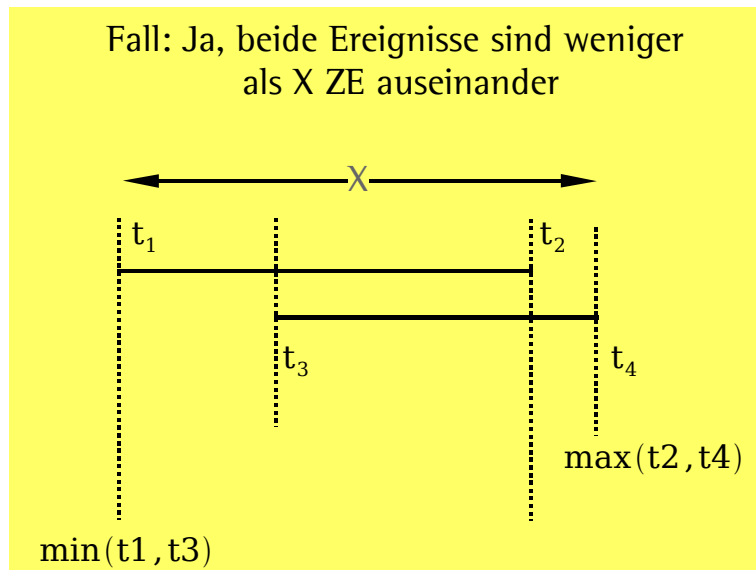 Fall: Ja, beide Ereignisse sind weniger
als X ZE auseinander
X
t₁
t₂
t₃
t₄
max(t2,t4)
min(t1,t3)